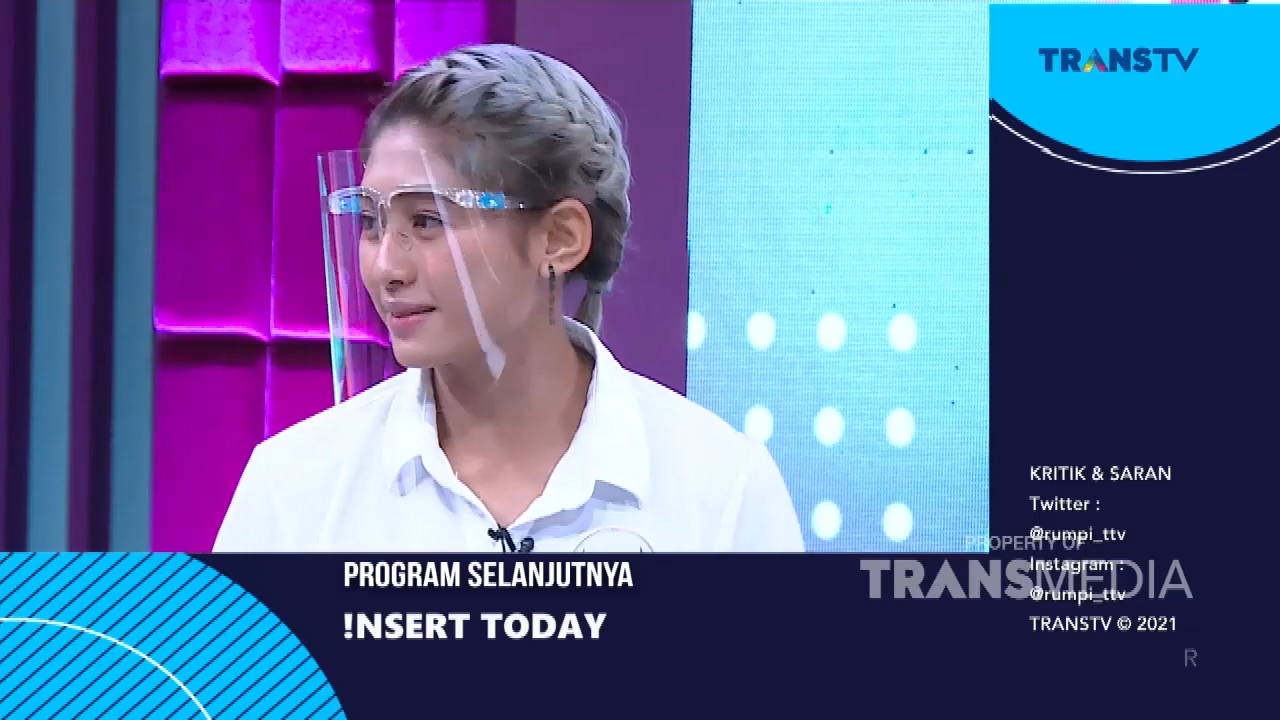 TRANSTV
KRITIK & SARAN
Twitter :
@rumpi_ttv
Instagram :
@rumpi_ttv
TRANSTV © 2021
PROPERTY OF
TRANSMEDIA
R
PROGRAM SELANJUTNYA
!NSERT TODAY